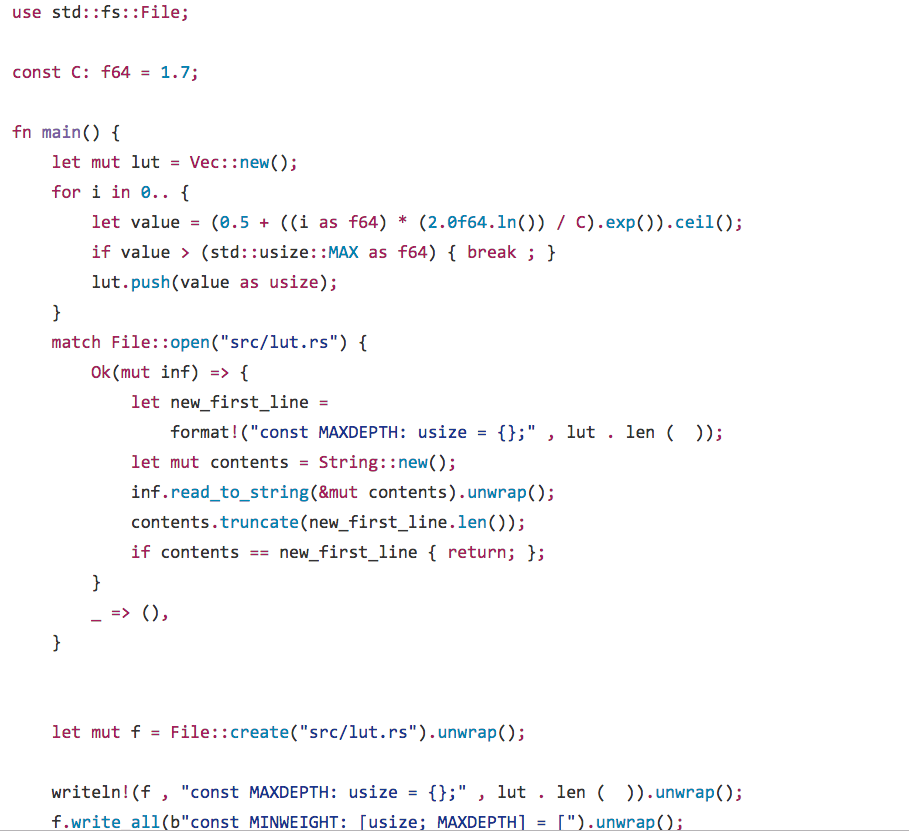 use std::fs::File;
const C: f64 = 1.7;
fn main() {
    let mut lut = Vec::new();
    for i in 0.. {
        let value = (0.5 + ((i as f64) * (2.0f64.ln()) / C).exp()).ceil();
        if value > (std::usize::MAX as f64) { break ; }
        lut.push(value as usize);
    }
    match File::open("src/lut.rs") {
        Ok(mut inf) => {
            let new_first_line =
                format!("const MAXDEPTH: usize = {};" , lut . len (  ));
            let mut contents = String::new();
            inf.read_to_string(&mut contents).unwrap();
            contents.truncate(new_first_line.len());
            if contents == new_first_line { return; };
        }
        _ => (),
    }
    let mut f = File::create("src/lut.rs").unwrap();
    writeln!(f , "const MAXDEPTH: usize = {};" , lut . len (  )).unwrap();
    f.write_all(b"const MINWEIGHT: [usize; MAXDEPTH] = [").unwrap();